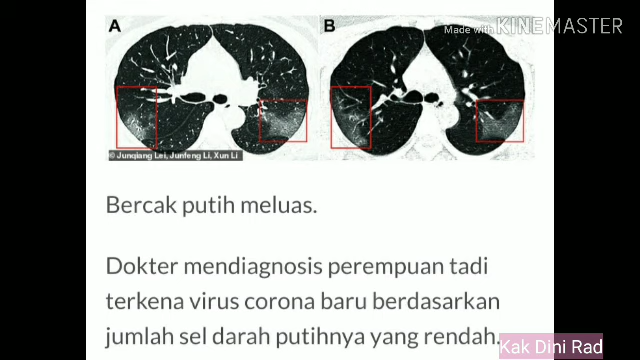 A
B
Made with KINEMASTER
© Junqiang Lei, Junfeng Li, Xun Li
Bercak putih meluas.
Dokter mendiagnosis perempuan tadi
terkena virus corona baru berdasarkan
jumlah sel darah putihnya yang rendah.
Kak Dini Rad